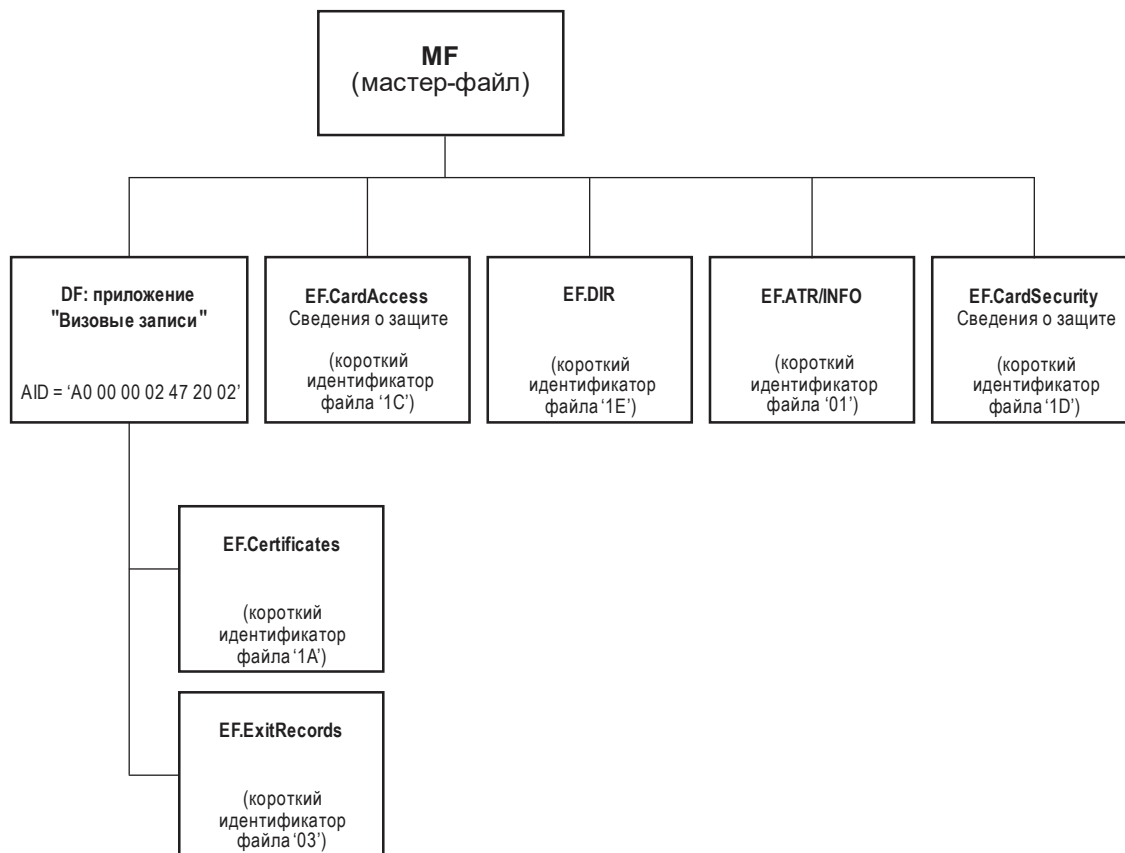 MF
(мастер-файл)
DF: приложение
"Визовые записи"
AID = ‘A0 00 00 02 47 20 02’
EF.CardAccess
Сведения о защите
(короткий
идентификатор
файла ‘1C’)
EF.DIR
(короткий
идентификатор
файла ‘1E’)
EF.ATR/INFO
(короткий
идентификатор
файла ‘01’)
EF.CardSecurity
Сведения о защите
(короткий
идентификатор
файла ‘1D’)
EF.Certificates
(короткий
идентификатор
файла ‘1A’)
EF.ExitRecords
(короткий
идентификатор
файла ‘03’)